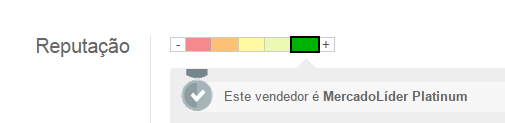 Reputação
- +
Este vendedor é MercadoLíder Platinum